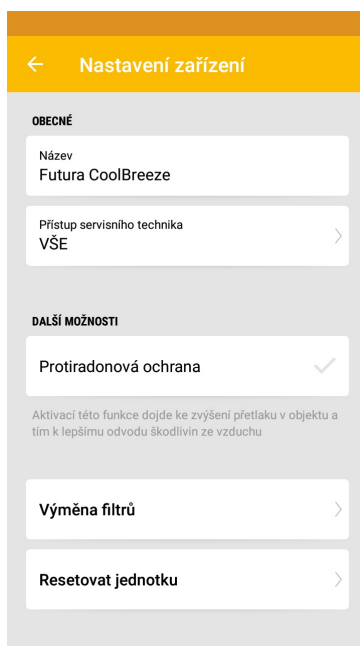 Nastavení zařízení
OBECNÉ
Název
Futura CoolBreeze
Přístup servisního technika
VŠE
DALŠÍ MOŽNOSTI
Protiradonová ochrana
Aktivací této funkce dojde ke zvýšení přetlaku v objektu a
tím k lepšímu odvodu škodlivin ze vzduchu
Výměna filtrů
Resetovat jednotku